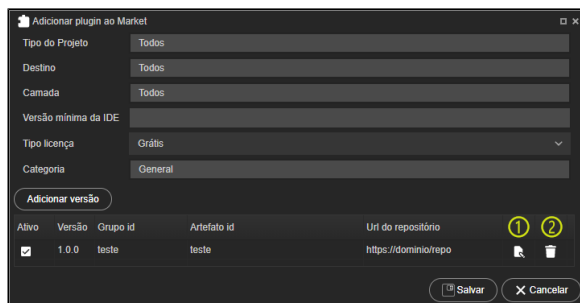 Adicionar plugin ao Market
Tipo do Projeto Todos
Destino Todos
Camada Todos
Versão mínima da IDE
Tipo licença Grátis
Categoria General
Adicionar versão
Ativo Versão Grupo id Artefato id Url do repositório 1 2
1.0.0 teste teste https://dominio/repo
Salvar Cancelar